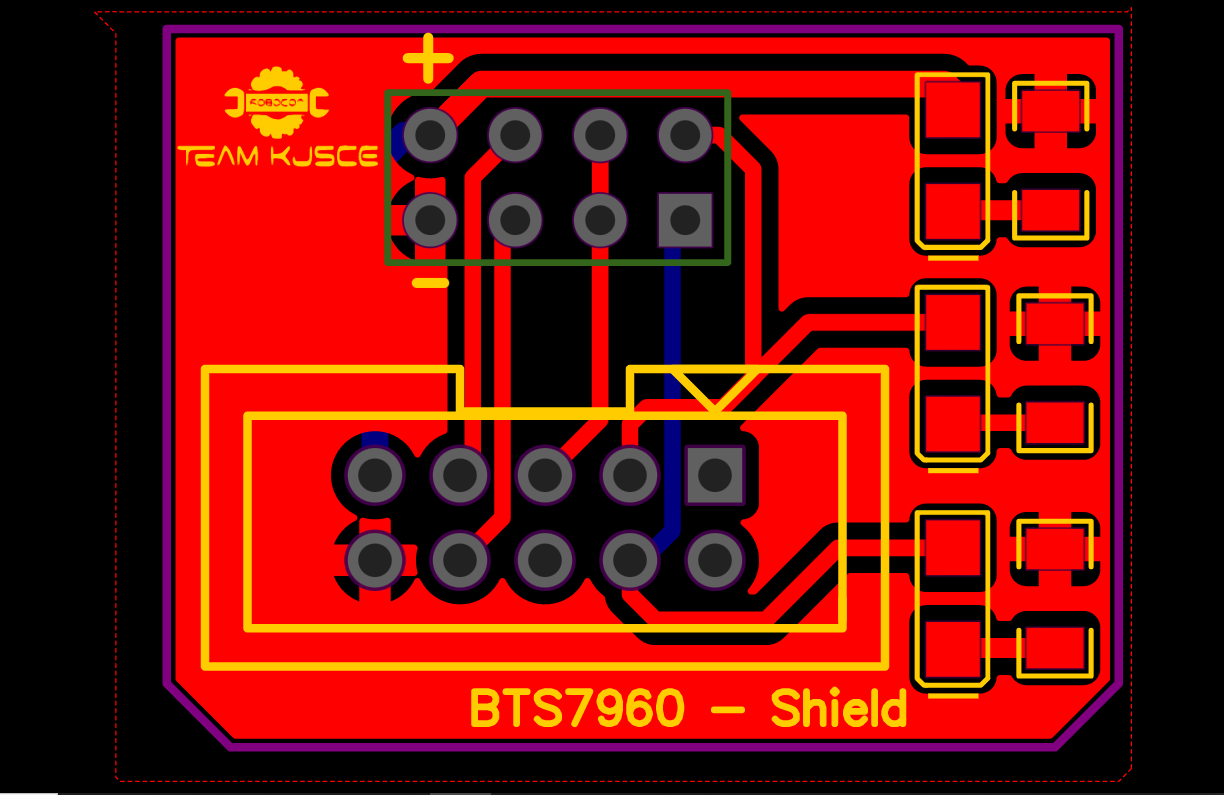 +
ROBOCON
TEAM KJSCE
-
BTS7960 - Shield